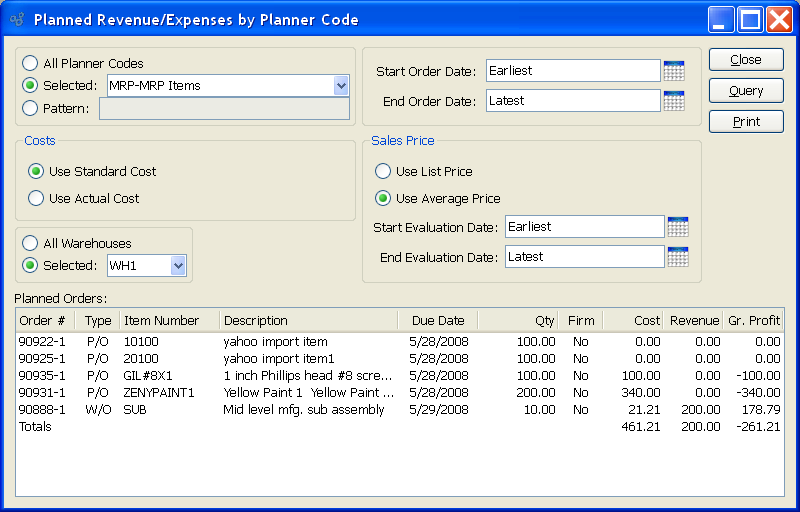 Planned Revenue/Expenses by Planner Code
All Planner Codes
Selected: MRP-MRP Items
Pattern:
Start Order Date: Earliest
End Order Date: Latest
Close
Query
Print
Costs
Use Standard Cost
Use Actual Cost
Sales Price
Use List Price
Use Average Price
Start Evaluation Date: Earliest
End Evaluation Date: Latest
All Warehouses
Selected: WH1
Planned Orders:
Order # Type Item Number Description Due Date Qty Firm Cost Revenue Gr. Profit
90922-1 P/O 10100 yahoo import item 5/28/2008 100.00 No 0.00 0.00 0.00
90925-1 P/O 20100 yahoo import item1 5/28/2008 100.00 No 0.00 0.00 0.00
90935-1 P/O GIL#8X1 1 inch Phillips head #8 scre... 5/28/2008 100.00 No 100.00 0.00 -100.00
90931-1 P/O ZENYPAINT1 Yellow Paint 1 Yellow Paint ... 5/28/2008 200.00 No 340.00 0.00 -340.00
90888-1 W/O SUB Mid level mfg. sub assembly 5/29/2008 10.00 No 21.21 200.00 178.79
Totals 461.21 200.00 -261.21